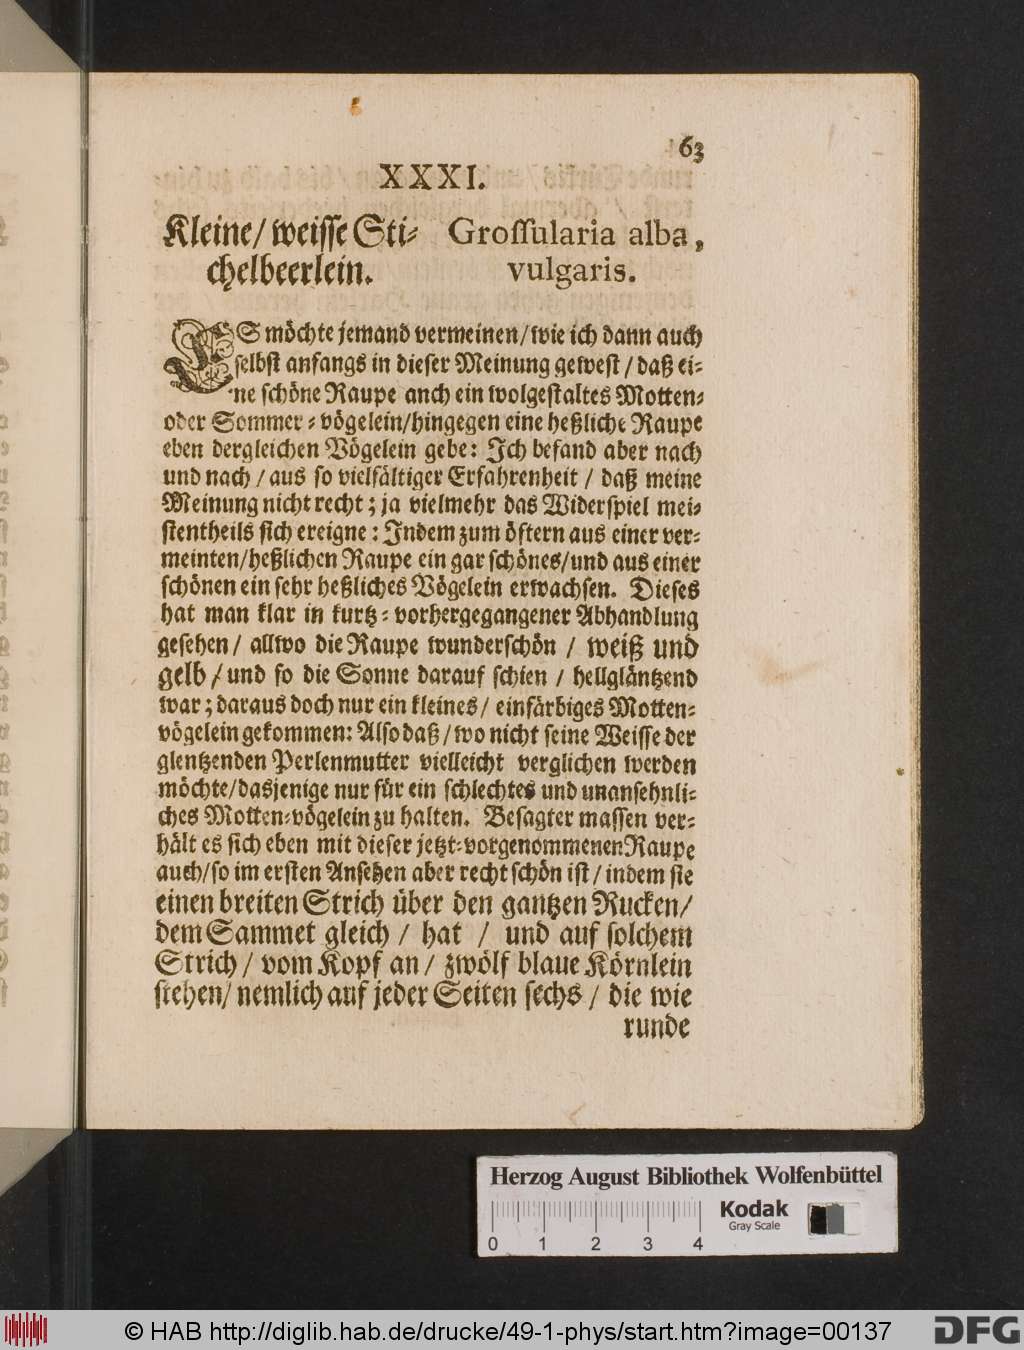 63
XXXI.
Kleine/ weisse Sti-
chelbeerlein.
Grossularia alba,
vulgaris.
ES möchte jemand vermeinen/ wie ich dann auch
selbst anfangs in dieser Meinung gewest / daß ei-
ne schöne Raupe auch ein wolgestaltes Motten-
oder Sommer-vögelein/hingegen eine heßliche Raupe
eben dergleichen Vögelein gebe: Ich befand aber nach
und nach / aus so vielfältiger Erfahrenheit / daß meine
Meinung nicht recht; ja vielmehr das Widerspiel mei-
stentheils sich ereigne: Indem zum öftern aus einer ver-
meinten/heßlichen Raupe ein gar schönes/und aus einer
schönen ein sehr heßliches Vögelein erwachsen. Dieses
hat man klar in kurtz-vorhergegangener Abhandlung
gesehen / allwo die Raupe wunderschön / weiß und
gelb / und so die Sonne darauf schien / hellgläntzend
war; daraus doch nur ein kleines / einfärbiges Motten-
vögelein gekommen: Also daß / wo nicht seine Weisse der
glentzenden Perlenmutter vielleicht verglichen werden
möchte/dasjenige nur für ein schlechtes und unansehnli-
ches Motten-vögelein zu halten. Besagter massen ver-
hält es sich eben mit dieser jetzt-vorgenommenen Raupe
auch/so im ersten Ansehen aber recht schön ist / indem sie
einen breiten Strich über den gantzen Rucken/
dem Sammet gleich / hat / und auf solchem
Strich / vom Kopf an / zwölf blaue Körnlein
stehen/ nemlich auf jeder Seiten sechs / die wie
runde
Herzog August Bibliothek Wolfenbüttel
Kodak
Gray Scale
0 1 2 3 4
© HAB http://diglib.hab.de/drucke/49-1-phys/start.htm?image=00137
DFG